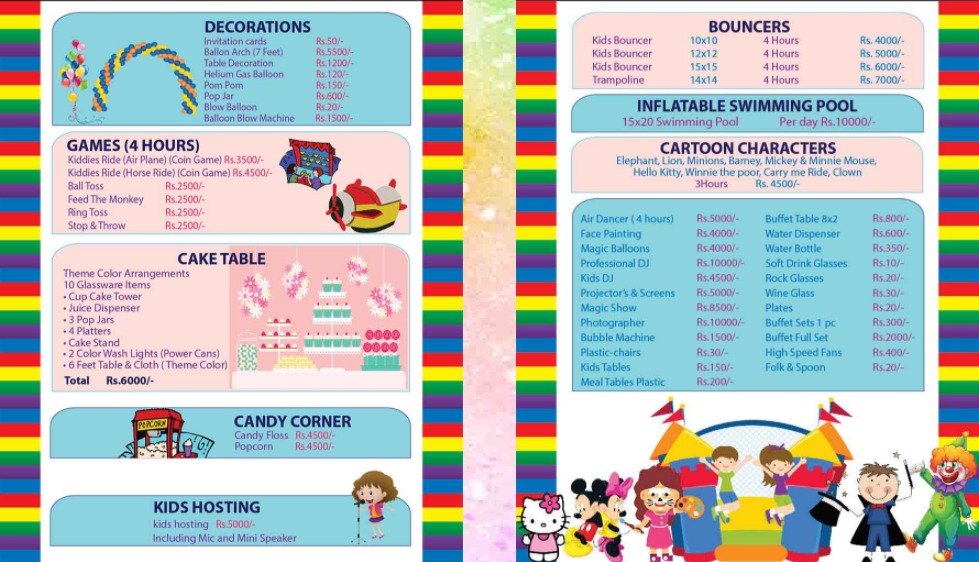 DECORATIONS
Invitation cards Rs.50/-
Ballon Arch (7 Feet) Rs.5500/-
Table Decoration Rs.1200/-
Helium Gas Balloon Rs.120/-
Pom Pom Rs.150/-
Pop Jar Rs.600/-
Blow Balloon Rs.20/-
Balloon Blow Machine Rs.1500/-
GAMES (4 HOURS)
Kiddies Ride (Air Plane) (Coin Game) Rs.3500/-
Kiddies Ride (Horse Ride) (Coin Game) Rs.4500/-
Ball Toss Rs.2500/-
Feed The Monkey Rs.2500/-
Ring Toss Rs.2500/-
Stop & Throw Rs.2500/-
CAKE TABLE
Theme Color Arrangements
10 Glassware Items
• Cup Cake Tower
• Juice Dispenser
• 3 Pop Jars
• 4 Platters
• Cake Stand
• 2 Color Wash Lights (Power Cans)
• 6 Feet Table & Cloth ( Theme Color)
Total Rs.6000/-
POPCORN
CANDY CORNER
Candy Floss Rs.4500/-
Popcorn Rs.4500/-
KIDS HOSTING
kids hosting Rs.5000/-
Including Mic and Mini Speaker
BOUNCERS
Kids Bouncer 10x10 4 Hours Rs. 4000/-
Kids Bouncer 12x12 4 Hours Rs. 5000/-
Kids Bouncer 15x15 4 Hours Rs. 6000/-
Trampoline 14x14 4 Hours Rs. 7000/-
INFLATABLE SWIMMING POOL
15x20 Swimming Pool Per day Rs.10000/-
CARTOON CHARACTERS
Elephant, Lion, Minions, Barney, Mickey & Minnie Mouse,
Hello Kitty, Winnie the poor, Carry me Ride, Clown
3Hours Rs. 4500/-
Air Dancer ( 4 hours) Rs.5000/- Buffet Table 8x2 Rs.800/-
Face Painting Rs.4000/- Water Dispenser Rs.600/-
Magic Balloons Rs.4000/- Water Bottle Rs.350/-
Professional DJ Rs.10000/- Soft Drink Glasses Rs.10/-
Kids DJ Rs.4500/- Rock Glasses Rs.20/-
Projector's & Screens Rs.5000/- Wine Glass Rs.30/-
Magic Show Rs.8500/- Plates Rs.20/-
Photographer Rs.10000/- Buffet Sets 1 pc Rs.300/-
Bubble Machine Rs.1500/- Buffet Full Set Rs.2000/-
Plastic-chairs Rs.30/- High Speed Fans Rs.400/-
Kids Tables Rs.150/- Folk & Spoon Rs.20/-
Meal Tables Plastic Rs.200/-